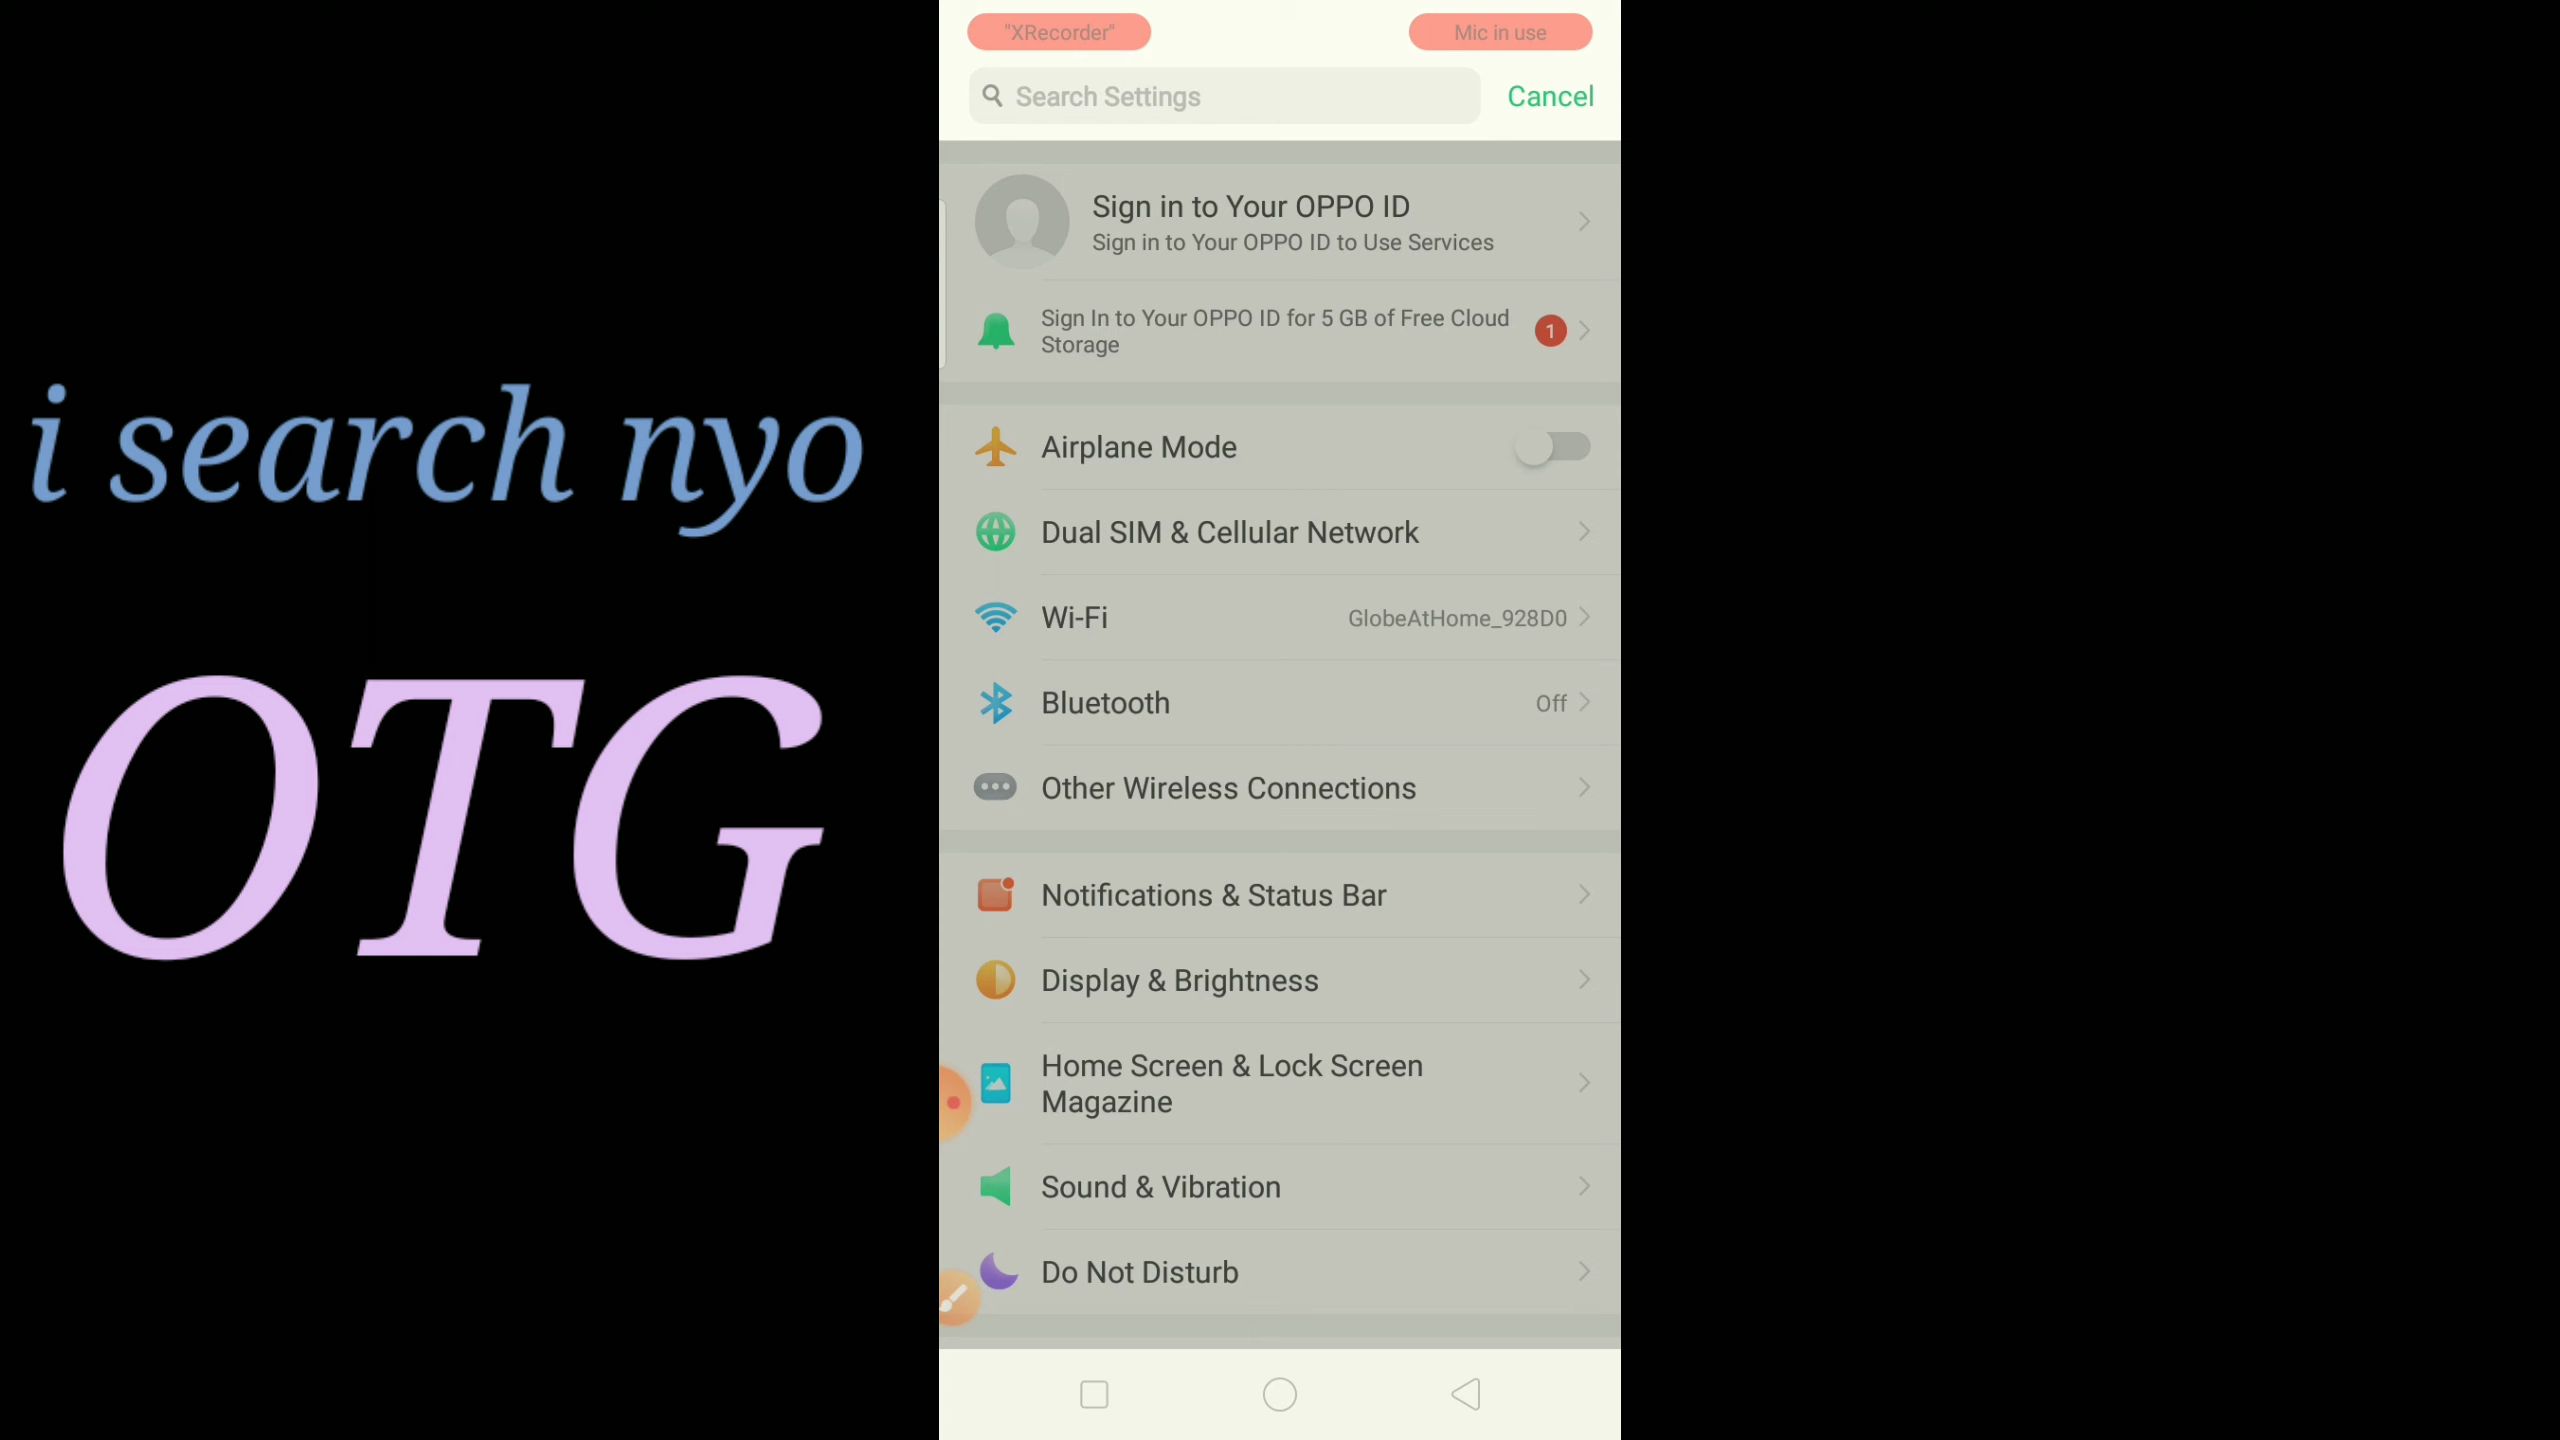 i search nyo
OTG
"XRecorder"
Mic in use
Search Settings
Cancel
Sign in to Your OPPO ID
Sign in to Your OPPO ID to Use Services
Sign In to Your OPPO ID for 5 GB of Free Cloud
Storage
1
Airplane Mode
Dual SIM & Cellular Network
Wi-Fi
GlobeAtHome_928D0
Bluetooth
Off
Other Wireless Connections
Notifications & Status Bar
Display & Brightness
Home Screen & Lock Screen
Magazine
Sound & Vibration
Do Not Disturb